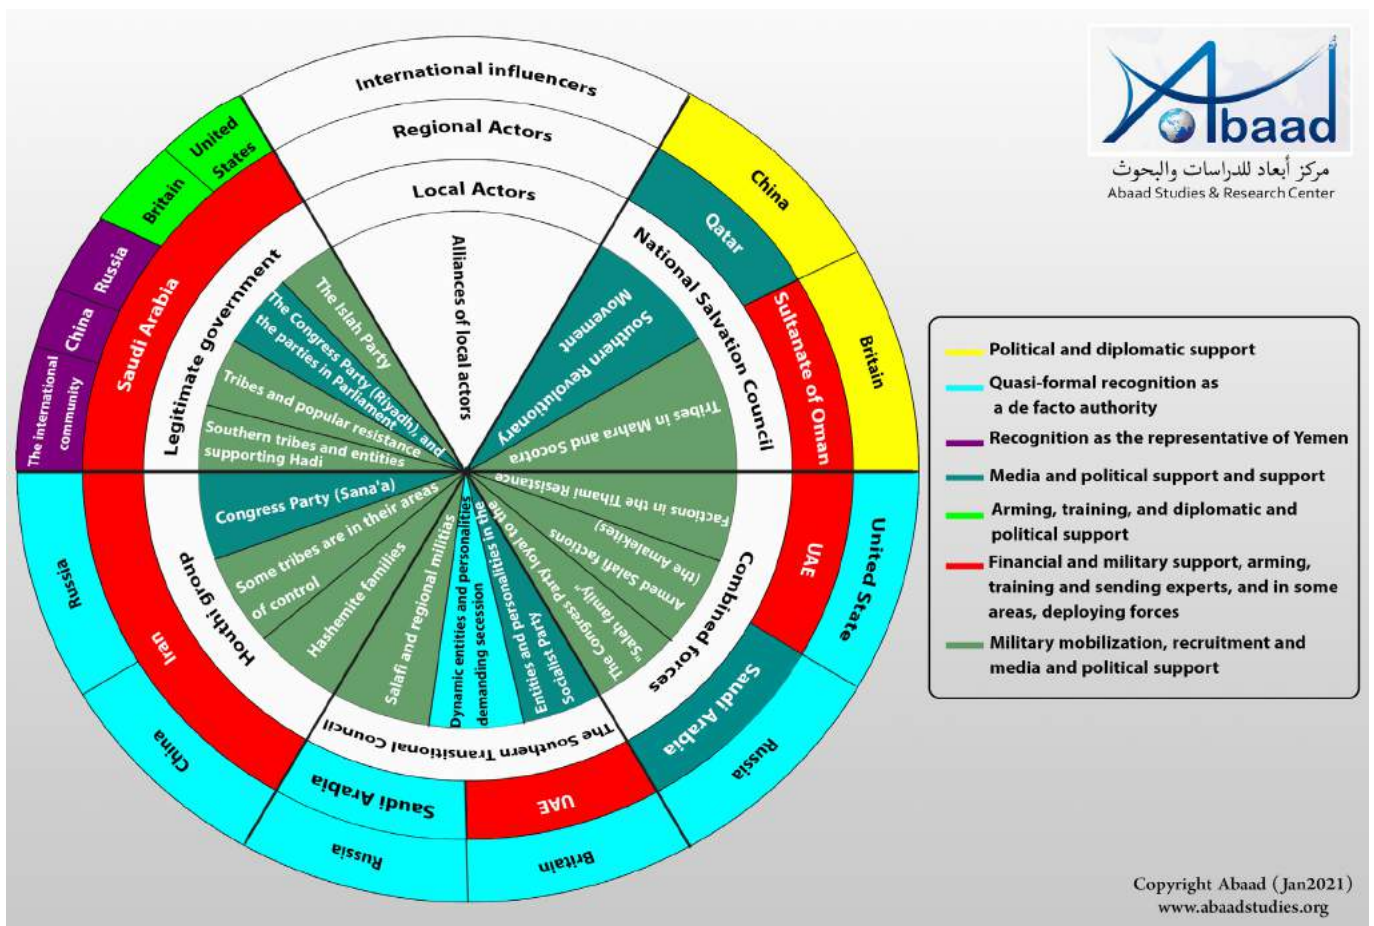 International influencers
Regional Actors
Local Actors
Alliances of local actors
China
Britain
Qatar
Sultanate of Oman
National Salvation Council
Southern Revolutionary
Movement
Tribes in Mahra and Socotra
United State
Russia
UAE
Saudi Arabia
Combined forces
Factions in the Tihami Resistance
Armed Salafi factions
(the Amalekites)
The Congress Party loyal to the
"Saleh family"
Britain
Russia
UAE
Saudi Arabia
The Southern Transitional Council
Entities and personalities in the
Socialist Party
Dynamic entities and personalities
demanding secession
Salafi and regional militias
China
Russia
Iran
Houthi group
Hashemite families
Some tribes are in their areas
of control
Congress Party (Sana'a)
The international
community
China
Russia
Britain
United
States
Saudi Arabia
Legitimate government
Southern tribes and entities
supporting Hadi
Tribes and popular resistance
The Congress Party (Riyadh), and
the parties in Parliament
The Islah Party
Abaad
مركز أبعاد للدراسات والبحوث
Abaad Studies & Research Center
Political and diplomatic support
Quasi-formal recognition as
a de facto authority
Recognition as the representative of Yemen
Media and political support and support
Arming, training, and diplomatic and
political support
Financial and military support, arming,
training and sending experts, and in some
areas, deploying forces
Military mobilization, recruitment and
media and political support
Copyright Abaad (Jan2021)
www.abaadstudies.org